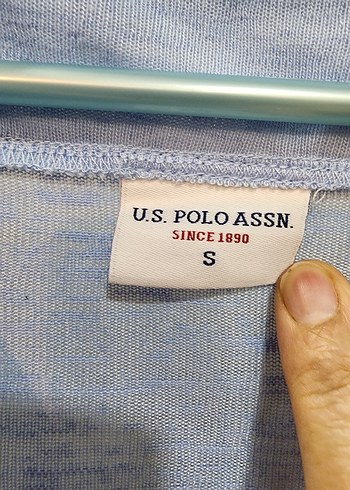 U.S. POLO ASSN.
SINCE 1890
S